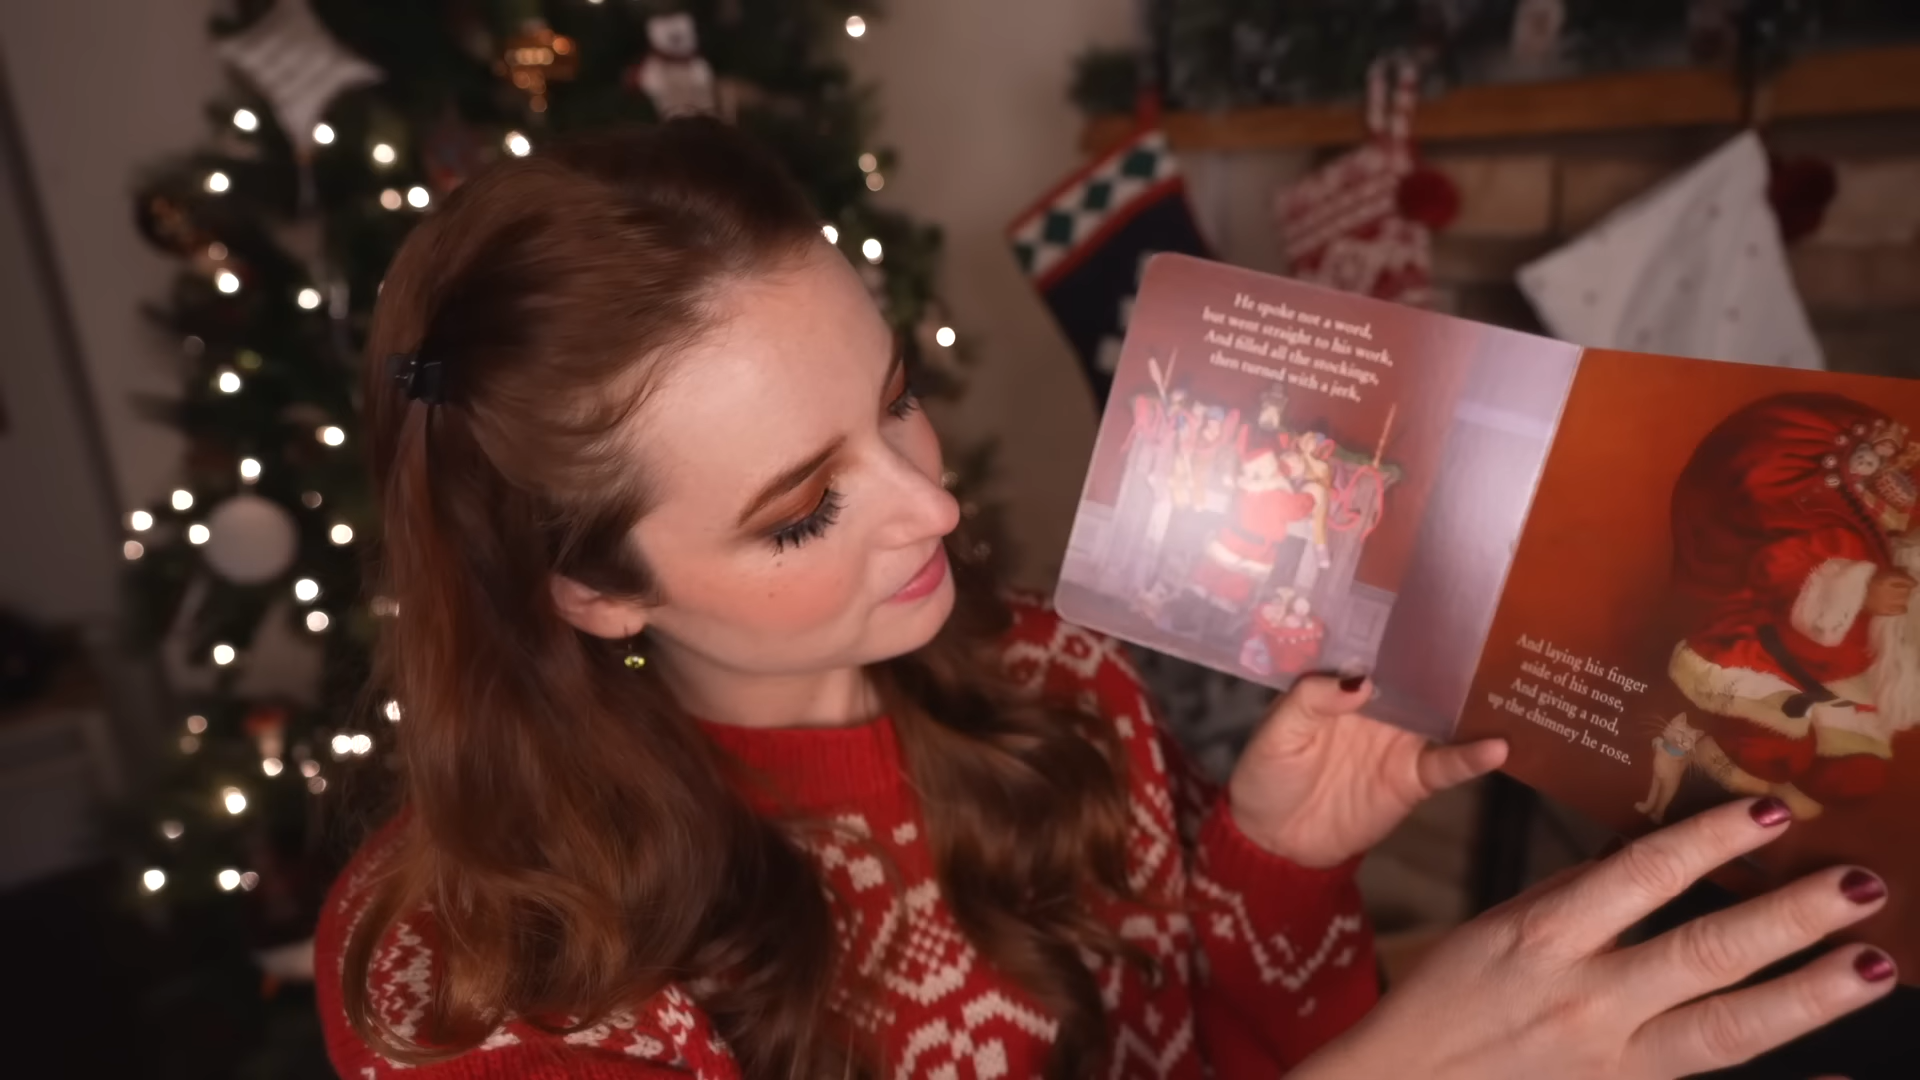 He spoke not a word,
but went straight to his work,
And filled all the stockings,
then turned with a jerk,
And laying his finger
aside of his nose,
And giving a nod,
up the chimney he rose.